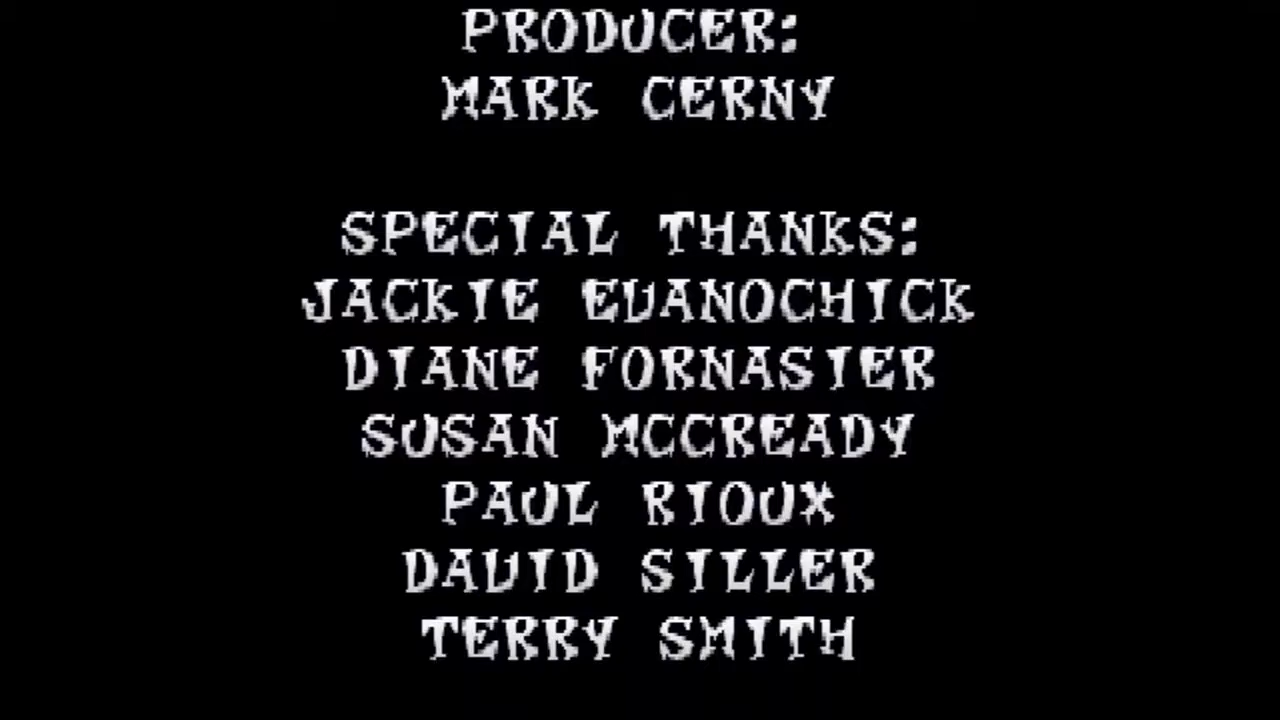 PRODUCER:
MARK CERNY
SPECIAL THANKS:
JACKIE EVANOCHICK
DIANE FORNASIER
SUSAN MCCREADY
PAUL RIOUX
DAVID SILLER
TERRY SMITH